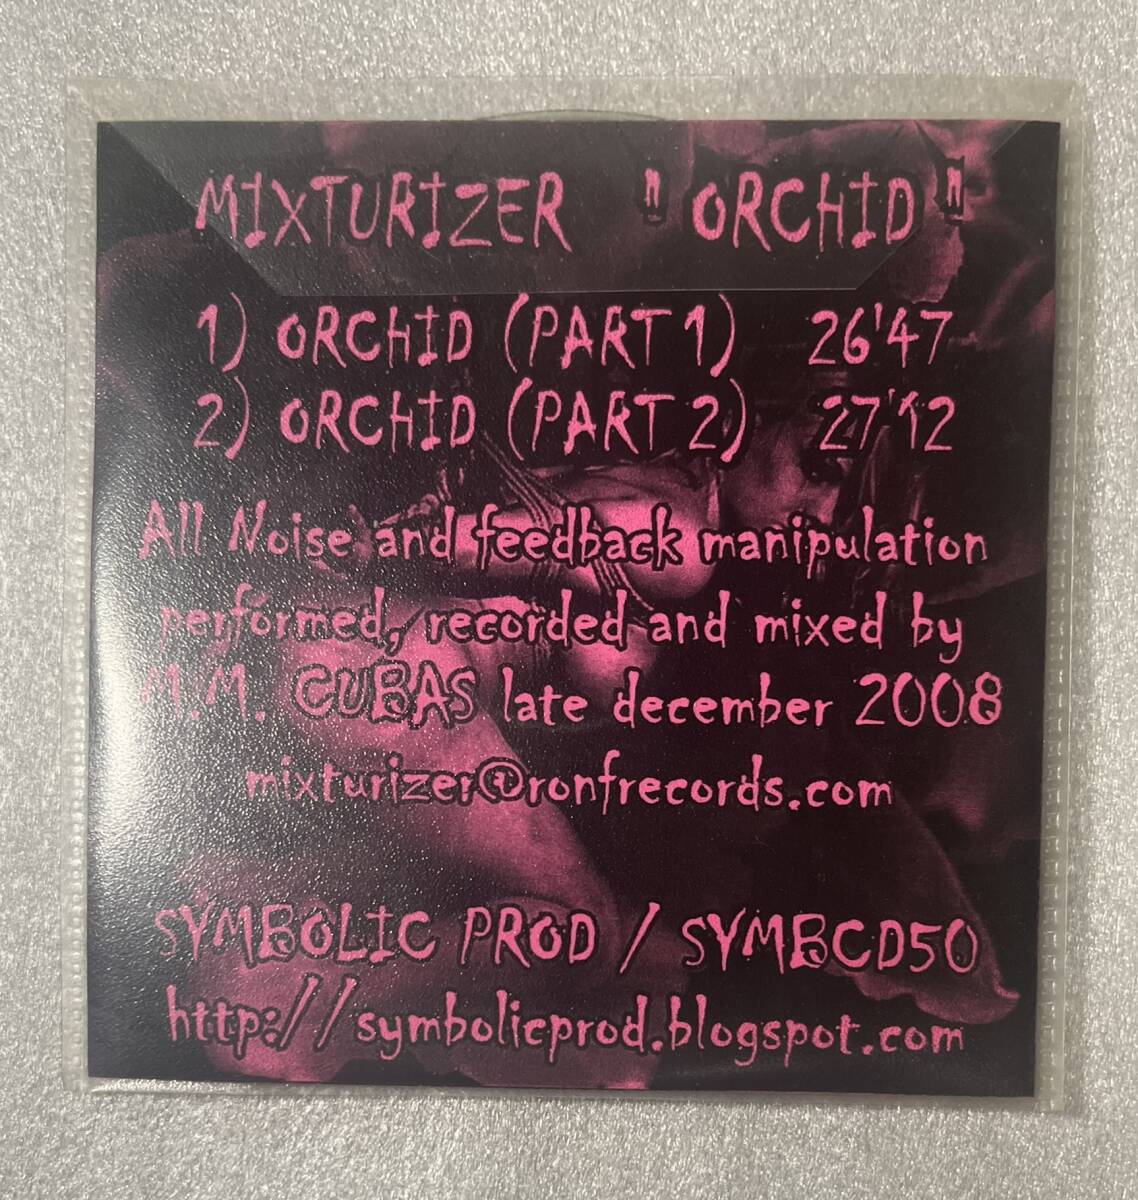 MIXTURIZER "ORCHID"
1) ORCHID (PART 1) 26'47
2) ORCHID (PART 2) 27'12
All Noise and feedback manipulation
performed, recorded and mixed by
M.M. CUBAS late december 2008
mixturizer@ronfrecords.com
SYMBOLIC PROD / SYMBCD50
http://symbolicprod.blogspot.com